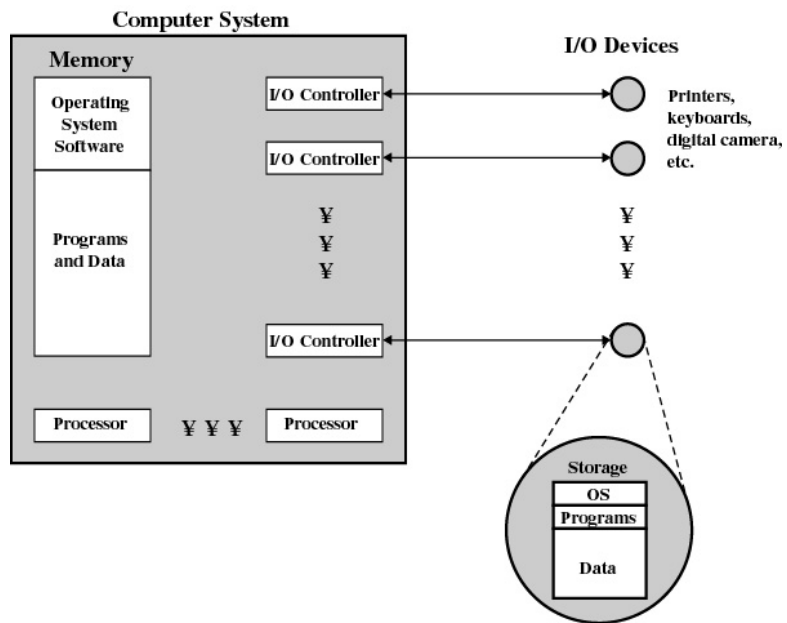 Computer System
I/O Devices
Memory
Operating
System
Software
Programs
and Data
I/O Controller
I/O Controller
¥
¥
¥
I/O Controller
Processor
¥ ¥ ¥
Processor
Printers,
keyboards,
digital camera,
etc.
¥
¥
¥
Storage
OS
Programs
Data